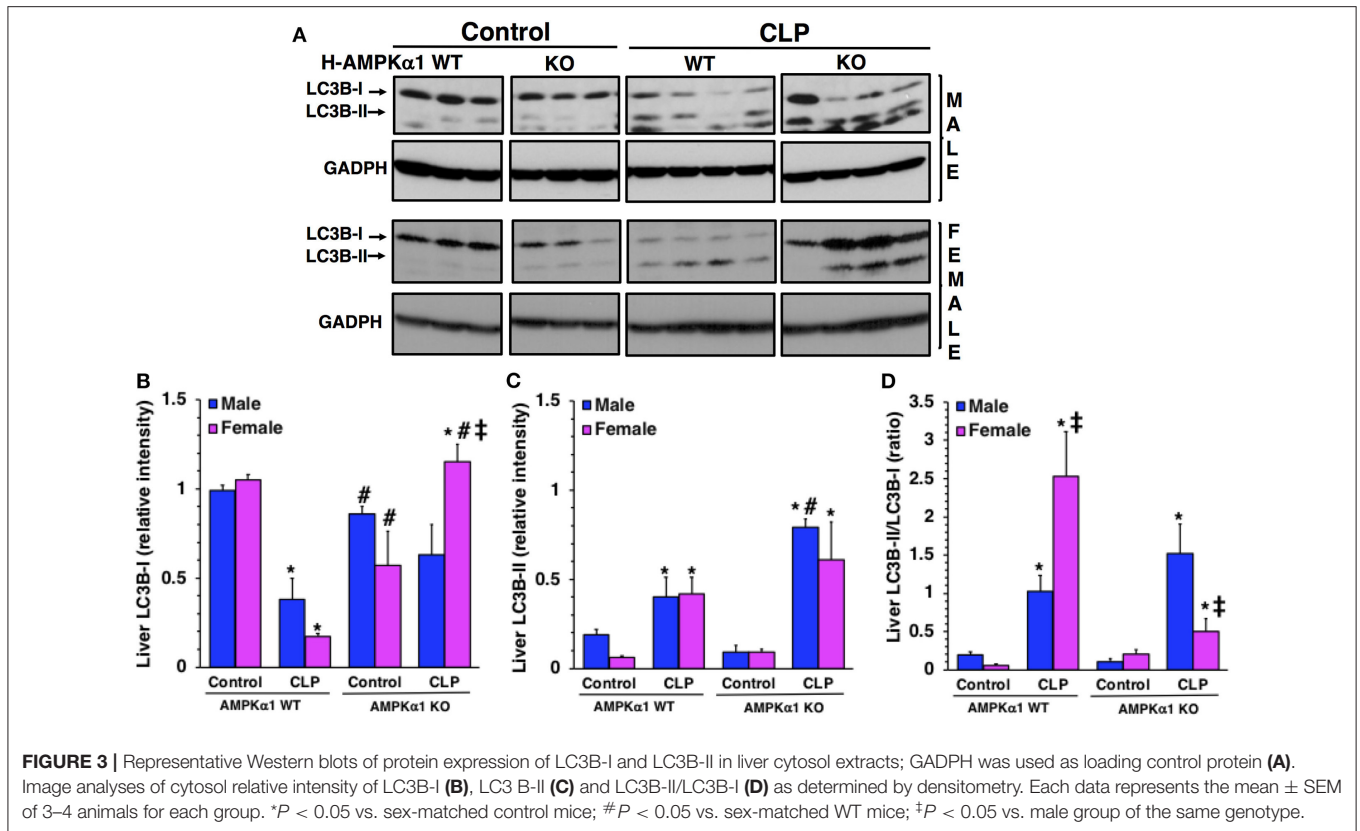 A
Control CLP
H-AMPKα1 WT KO WT KO
LC3B-I
LC3B-II
GADPH
MALE
LC3B-I
LC3B-II
GADPH
FEMALE
B
Liver LC3B-I (relative intensity)
1.5
1
0.5
0
Male
Female
* * # # * # ‡
Control CLP Control CLP
AMPKα1 WT AMPKα1 KO
C
Liver LC3B-II (relative intensity)
1.5
1
0.5
0
Male
Female
* * * # *
Control CLP Control CLP
AMPKα1 WT AMPKα1 KO
D
Liver LC3B-II/LC3B-I (ratio)
3.5
3
2.5
2
1.5
1
0.5
0
Male
Female
* * ‡ * * ‡
Control CLP Control CLP
AMPKα1 WT AMPKα1 KO
FIGURE 3 | Representative Western blots of protein expression of LC3B-I and LC3B-II in liver cytosol extracts; GADPH was used as loading control protein (A).
Image analyses of cytosol relative intensity of LC3B-I (B), LC3 B-II (C) and LC3B-II/LC3B-I (D) as determined by densitometry. Each data represents the mean ± SEM
of 3–4 animals for each group. *P < 0.05 vs. sex-matched control mice; #P < 0.05 vs. sex-matched WT mice; ‡P < 0.05 vs. male group of the same genotype.